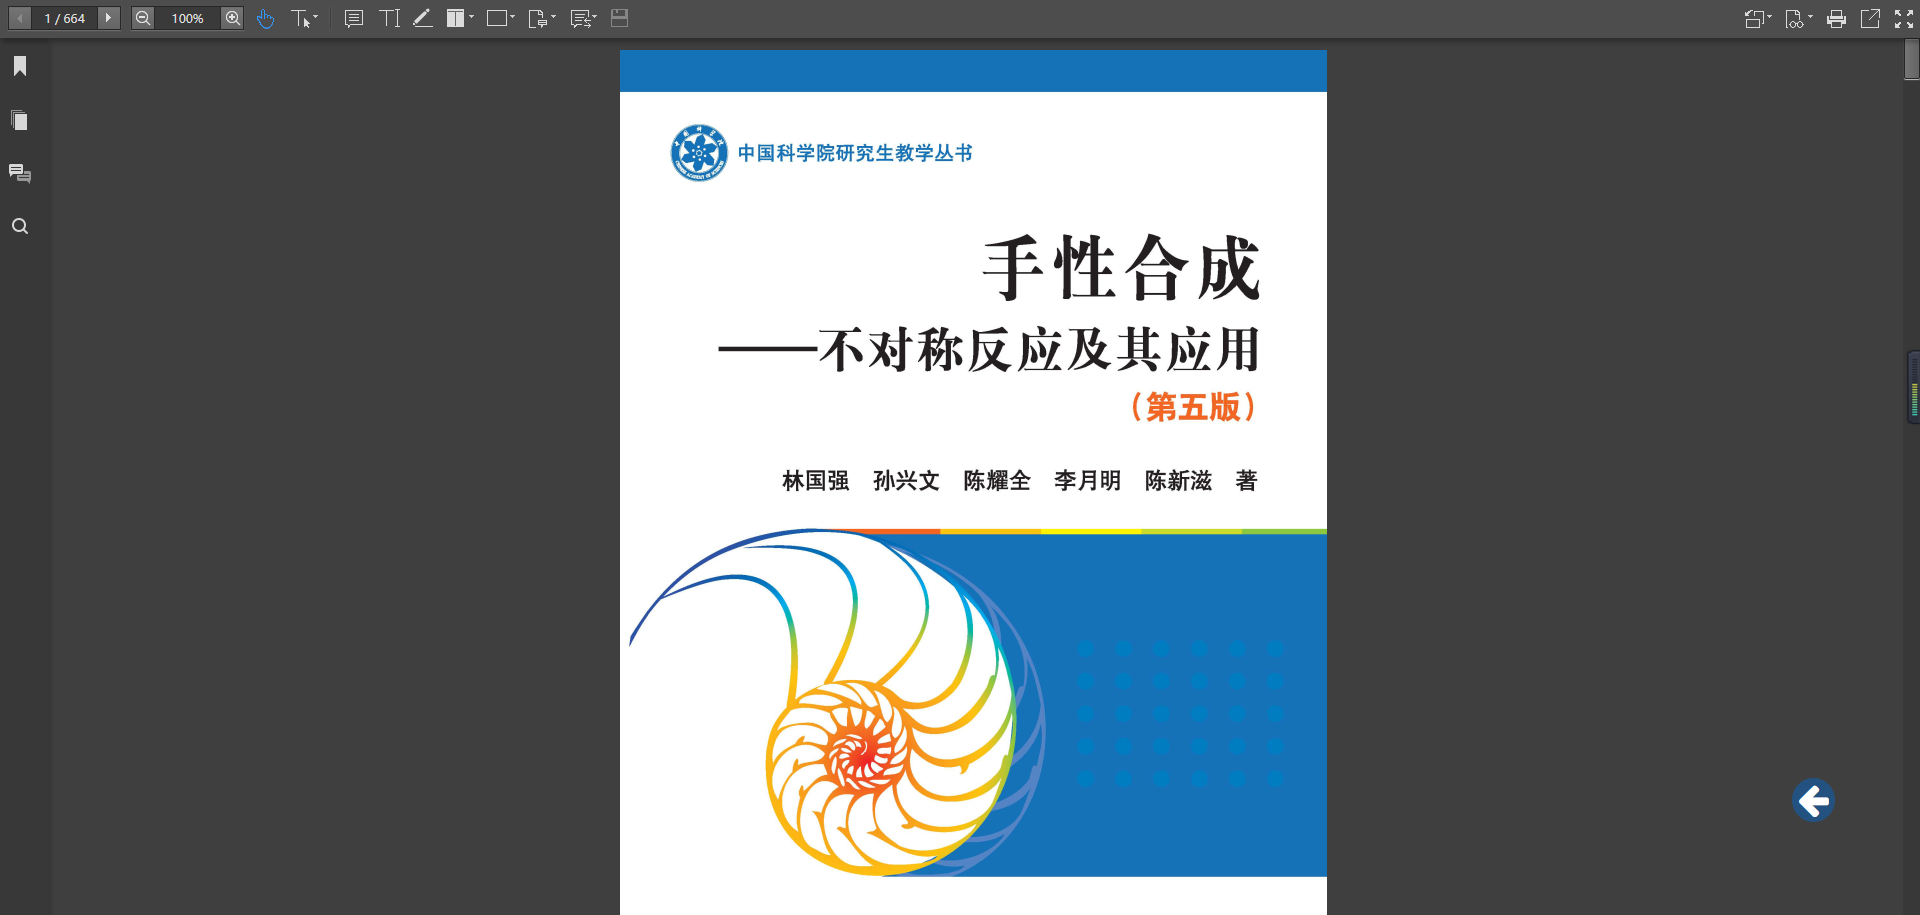 1 / 664
100%
中国科学院研究生教学丛书
手性合成
——不对称反应及其应用
（第五版）
林国强 孙兴文 陈耀全 李月明 陈新滋 著